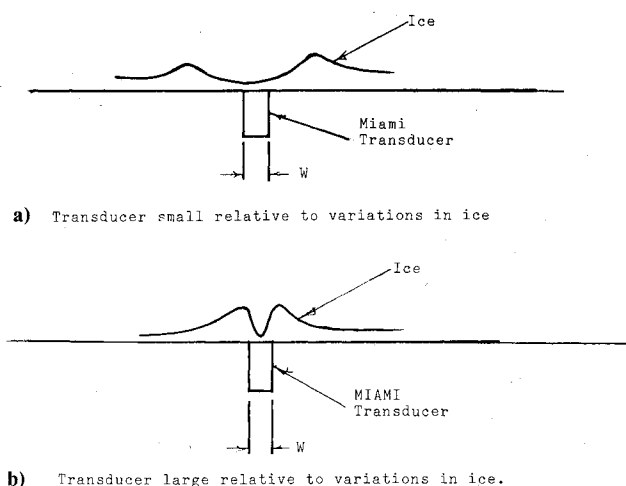 Ice
Miami
Transducer
W
a) Transducer small relative to variations in ice
Ice
MIAMI
Transducer
W
b) Transducer large relative to variations in ice.